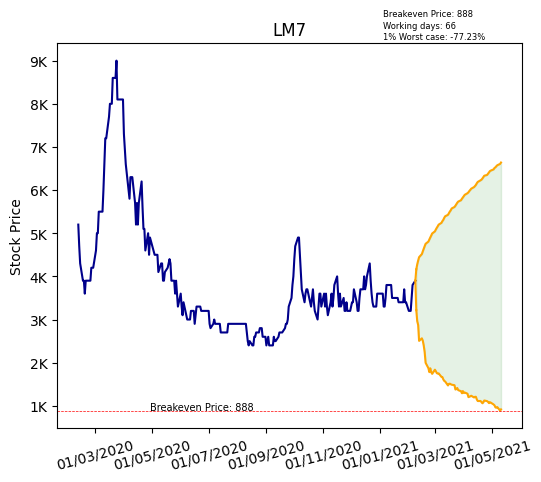 Breakeven Price: 888
Working days: 66
1% Worst case: -77.23%
LM7
9K
8K
7K
6K
5K
4K
3K
2K
1K
Stock Price
Breakeven Price: 888
01/03/2020
01/05/2020
01/07/2020
01/09/2020
01/11/2020
01/01/2021
01/03/2021
01/05/2021